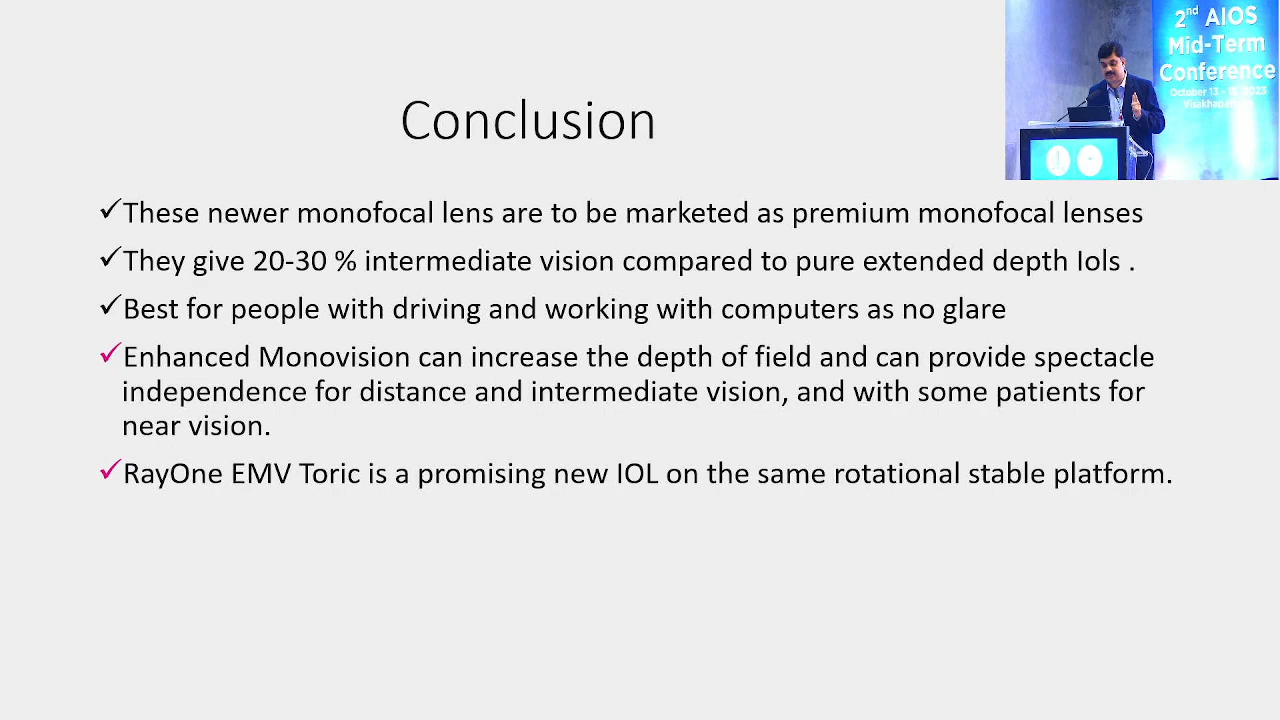 2nd AIOS
Mid-Term
Conference
October 13 - 15, 2023
Conclusion
✓These newer monofocal lens are to be marketed as premium monofocal lenses
✓They give 20-30 % intermediate vision compared to pure extended depth Iols .
✓Best for people with driving and working with computers as no glare
✓Enhanced Monovision can increase the depth of field and can provide spectacle
independence for distance and intermediate vision, and with some patients for
near vision.
✓RayOne EMV Toric is a promising new IOL on the same rotational stable platform.